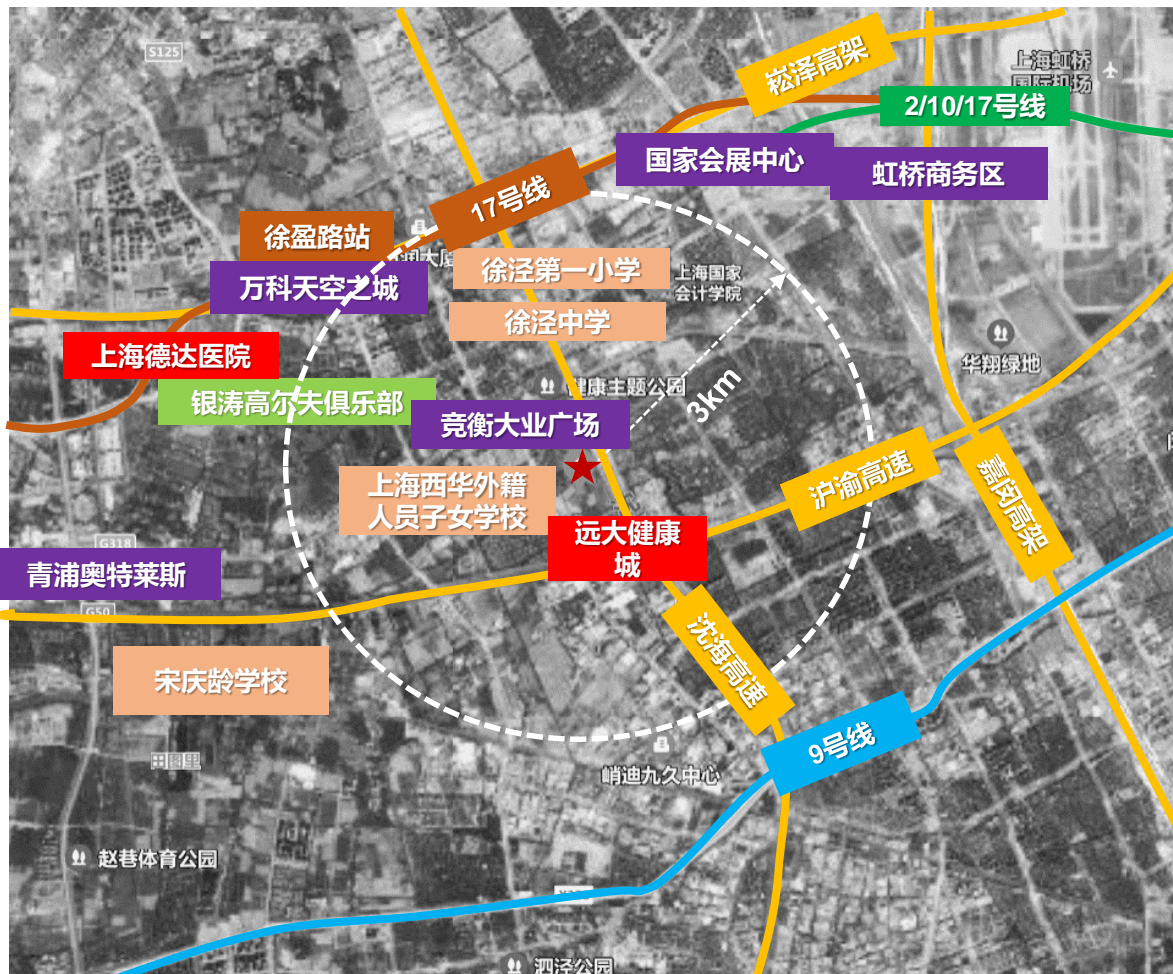 S125
崧泽高架
上海虹桥
国际机场
2/10/17号线
国家会展中心
虹桥商务区
17号线
徐盈路站
徐泾第一小学
上海国家
会计学院
万科天空之城
徐泾中学
上海德达医院
华翔绿地
银涛高尔夫俱乐部
健康主题公园
3km
竞衡大业广场
沪渝高速
上海西华外籍
人员子女学校
嘉闵高架
远大健康
城
G318
青浦奥特莱斯
G50
沈海高速
宋庆龄学校
9号线
田图里
峭迪九久中心
赵巷体育公园
泗泾公园